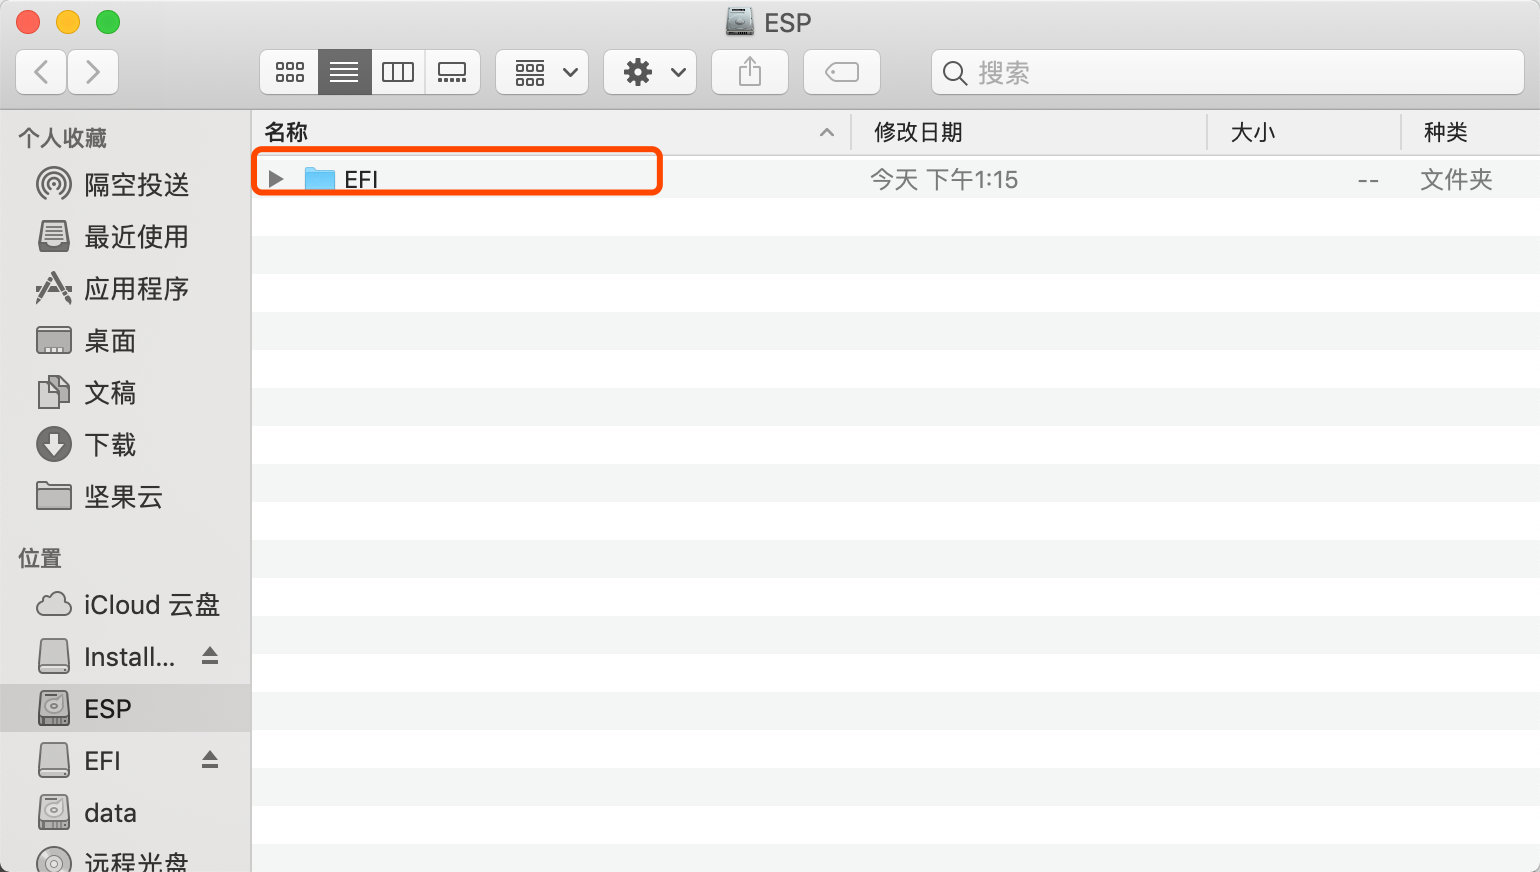 ESP
搜索
个人收藏
隔空投送
最近使用
应用程序
桌面
文稿
下载
坚果云
位置
iCloud 云盘
Install...
ESP
EFI
data
远程光盘
名称 修改日期 大小 种类
EFI 今天 下午1:15 -- 文件夹